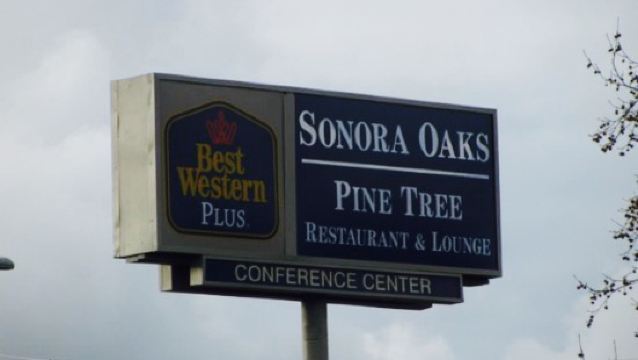 Best
Western
PLUS
SONORA OAKS
PINE TREE
RESTAURANT & LOUNGE
CONFERENCE CENTER